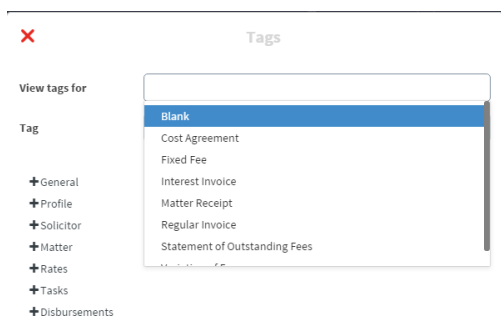 Tags
View tags for
Blank
Tag
Cost Agreement
Fixed Fee
General
Interest Invoice
Profile
Matter Receipt
Solicitor
Regular Invoice
Matter
Statement of Outstanding Fees
Rates
Tasks
Disbursements